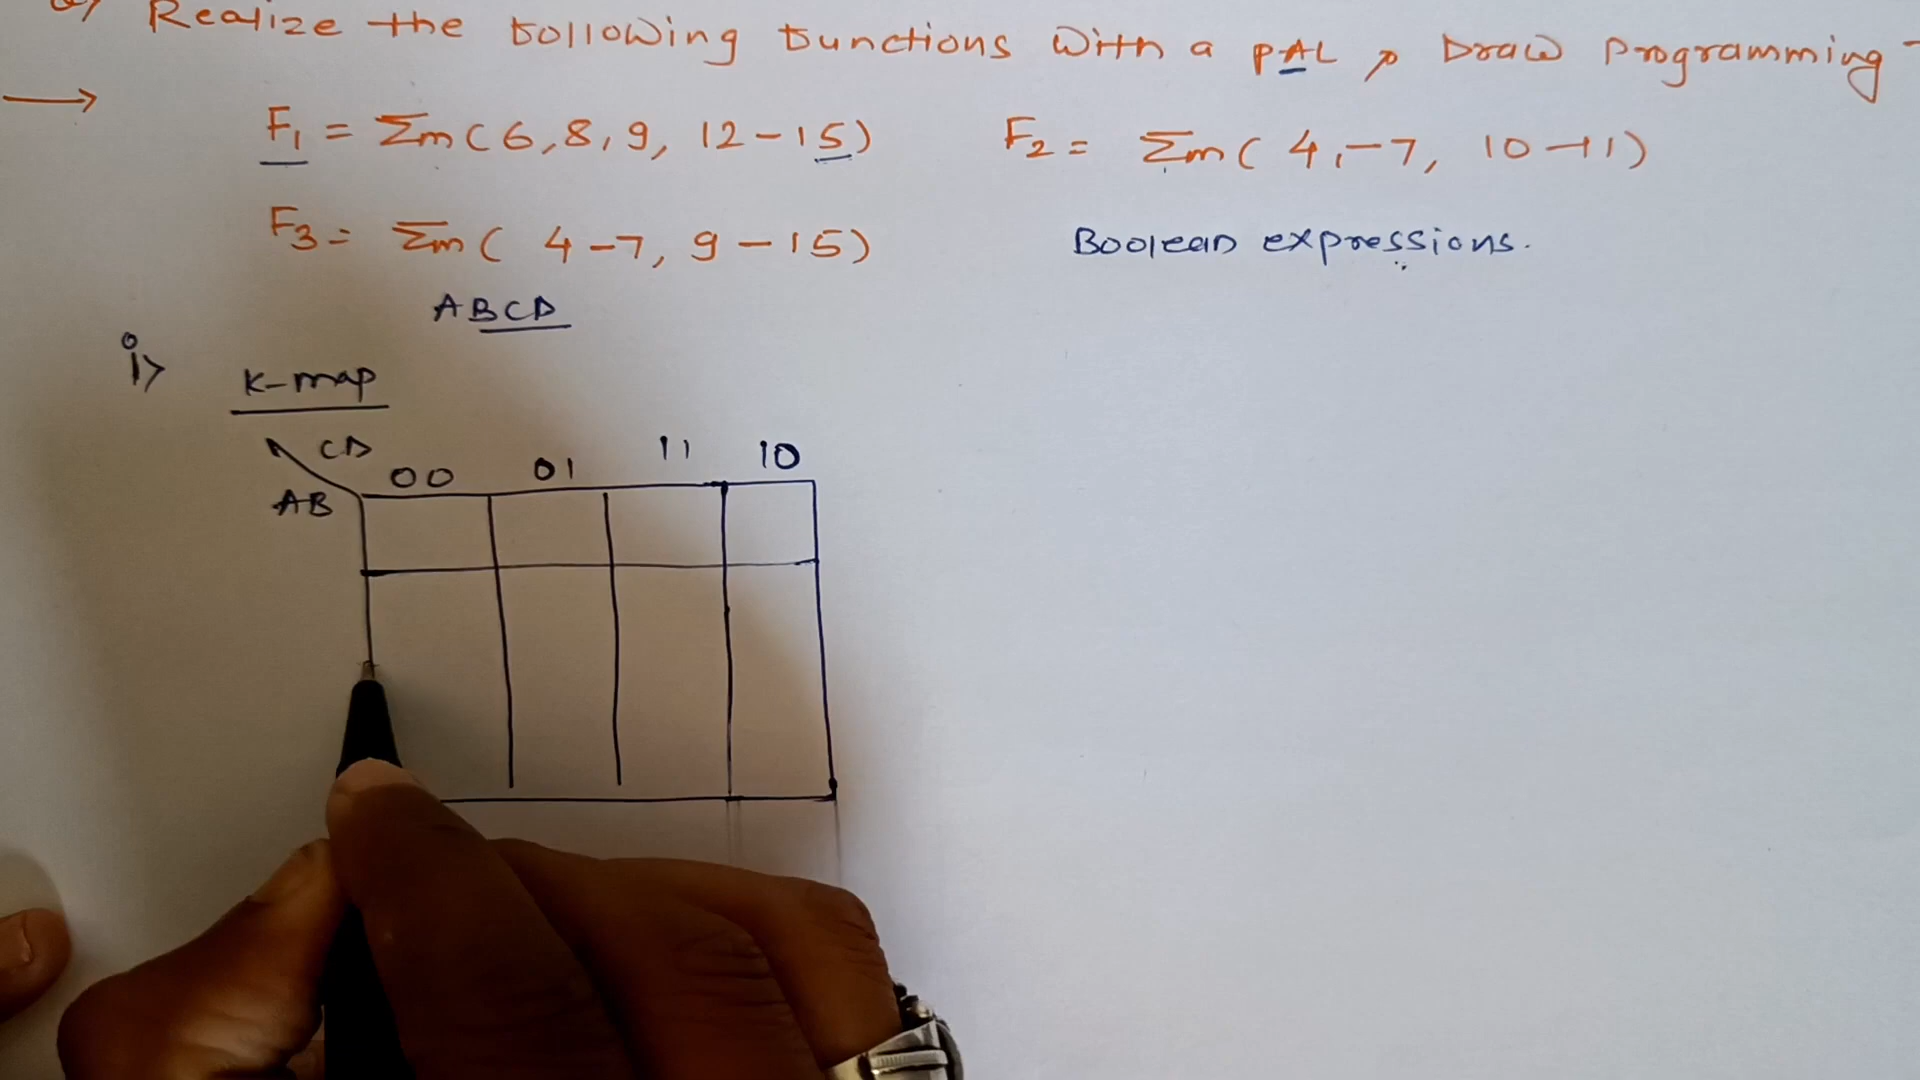 Realize the following functions with a PAL, Draw programming
→ F1 = Σm(6,8,9, 12-15) F2 = Σm(4,-7, 10-11)
F3 = Σm(4-7, 9-15) Boolean expressions.
ABCD
i> K-map
CD 00 01 11 10
AB